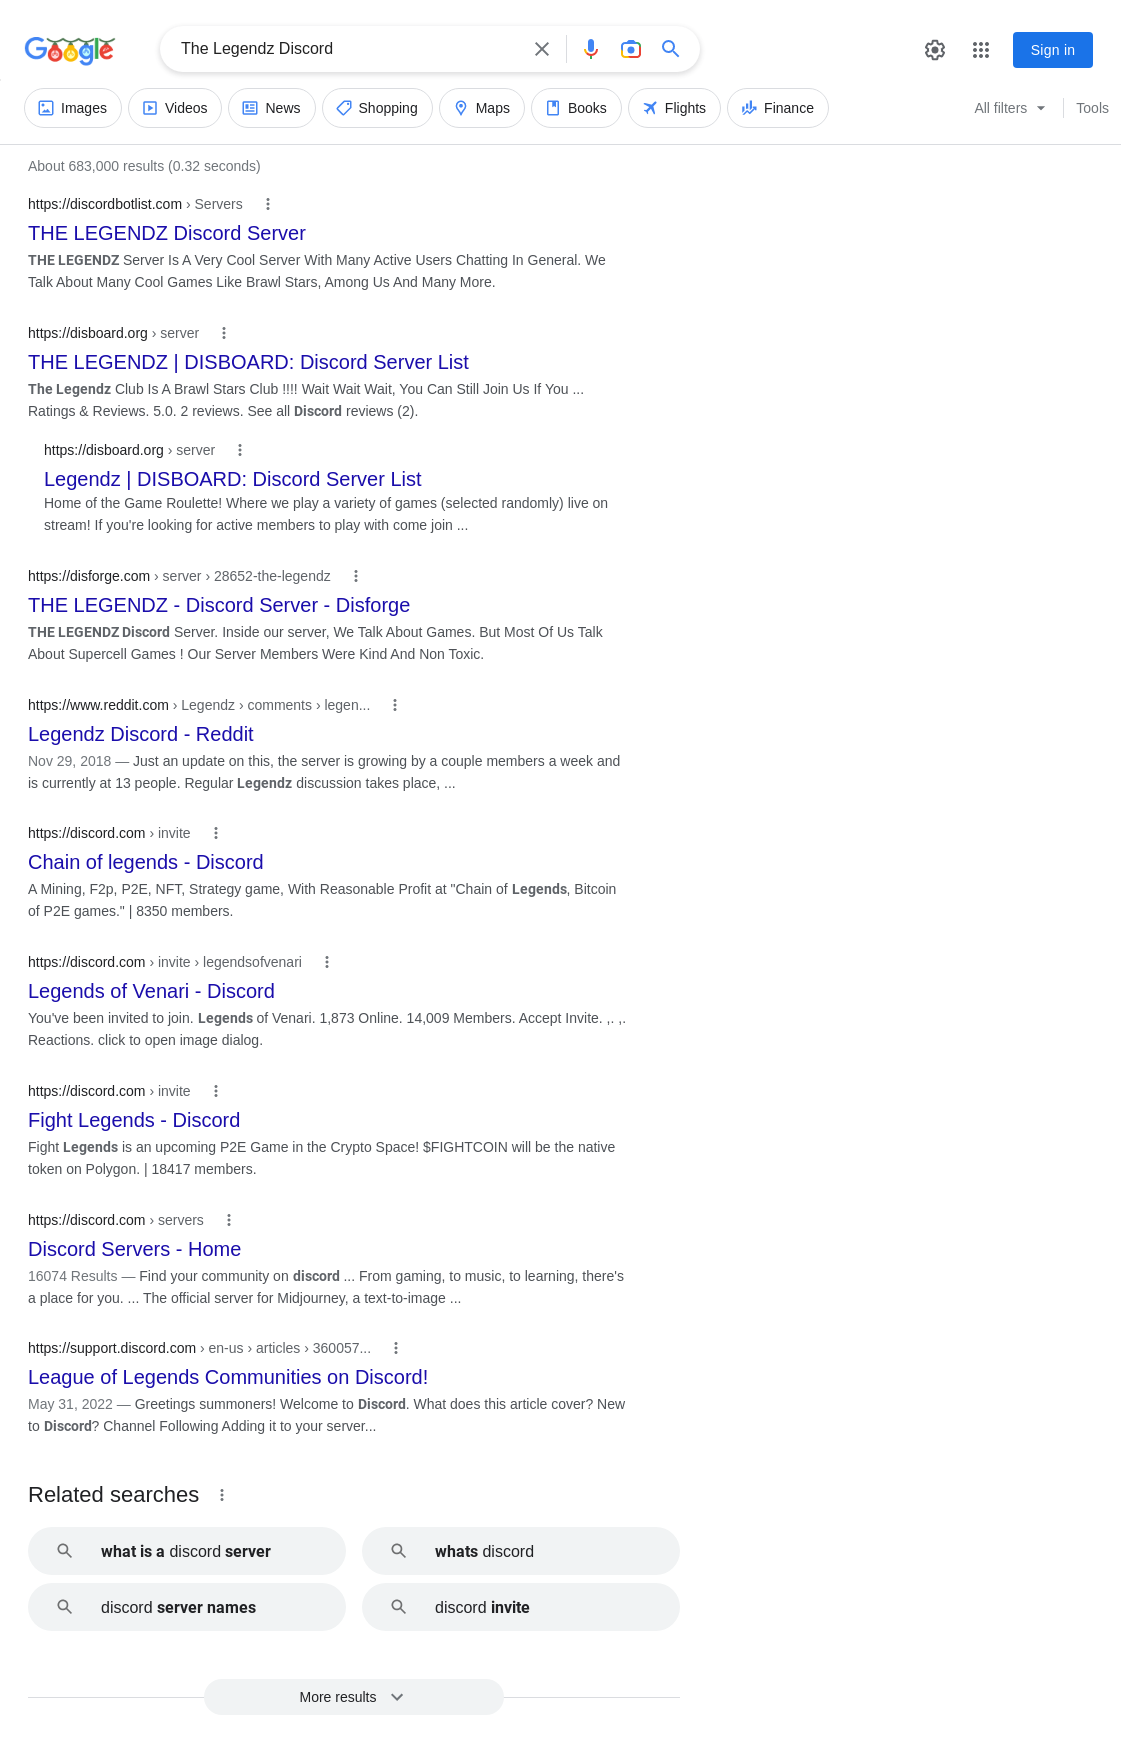 Google
The Legendz Discord
Sign in
Images
Videos
News
Shopping
Maps
Books
Flights
Finance
All filters
Tools
About 683,000 results (0.32 seconds)
https://discordbotlist.com › Servers
THE LEGENDZ Discord Server
THE LEGENDZ Server Is A Very Cool Server With Many Active Users Chatting In General. We
Talk About Many Cool Games Like Brawl Stars, Among Us And Many More.
https://disboard.org › server
THE LEGENDZ | DISBOARD: Discord Server List
The Legendz Club Is A Brawl Stars Club !!!! Wait Wait Wait, You Can Still Join Us If You ...
Ratings & Reviews. 5.0. 2 reviews. See all Discord reviews (2).
https://disboard.org › server
Legendz | DISBOARD: Discord Server List
Home of the Game Roulette! Where we play a variety of games (selected randomly) live on
stream! If you're looking for active members to play with come join ...
https://disforge.com › server › 28652-the-legendz
THE LEGENDZ - Discord Server - Disforge
THE LEGENDZ Discord Server. Inside our server, We Talk About Games. But Most Of Us Talk
About Supercell Games ! Our Server Members Were Kind And Non Toxic.
https://www.reddit.com › Legendz › comments › legen...
Legendz Discord - Reddit
Nov 29, 2018 — Just an update on this, the server is growing by a couple members a week and
is currently at 13 people. Regular Legendz discussion takes place, ...
https://discord.com › invite
Chain of legends - Discord
A Mining, F2p, P2E, NFT, Strategy game, With Reasonable Profit at "Chain of Legends, Bitcoin
of P2E games." | 8350 members.
https://discord.com › invite › legendsofvenari
Legends of Venari - Discord
You've been invited to join. Legends of Venari. 1,873 Online. 14,009 Members. Accept Invite. ,. ,.
Reactions. click to open image dialog.
https://discord.com › invite
Fight Legends - Discord
Fight Legends is an upcoming P2E Game in the Crypto Space! $FIGHTCOIN will be the native
token on Polygon. | 18417 members.
https://discord.com › servers
Discord Servers - Home
16074 Results — Find your community on discord ... From gaming, to music, to learning, there's
a place for you. ... The official server for Midjourney, a text-to-image ...
https://support.discord.com › en-us › articles › 360057...
League of Legends Communities on Discord!
May 31, 2022 — Greetings summoners! Welcome to Discord. What does this article cover? New
to Discord? Channel Following Adding it to your server...
Related searches
what is a discord server
whats discord
discord server names
discord invite
More results